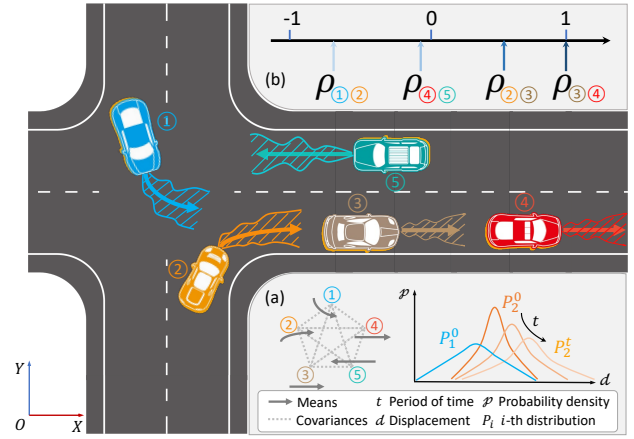 -1 0 1
(b)
ρ①② ρ④⑤ ρ②③ ρ③④
①
⑤
③
④
②
(a)
①
② ④
③ ⑤
𝓅
P₁⁰ P₂⁰ t P₂ᵗ
d
Y
O X
Means t Period of time 𝓅 Probability density
Covariances d Displacement Pᵢ i-th distribution